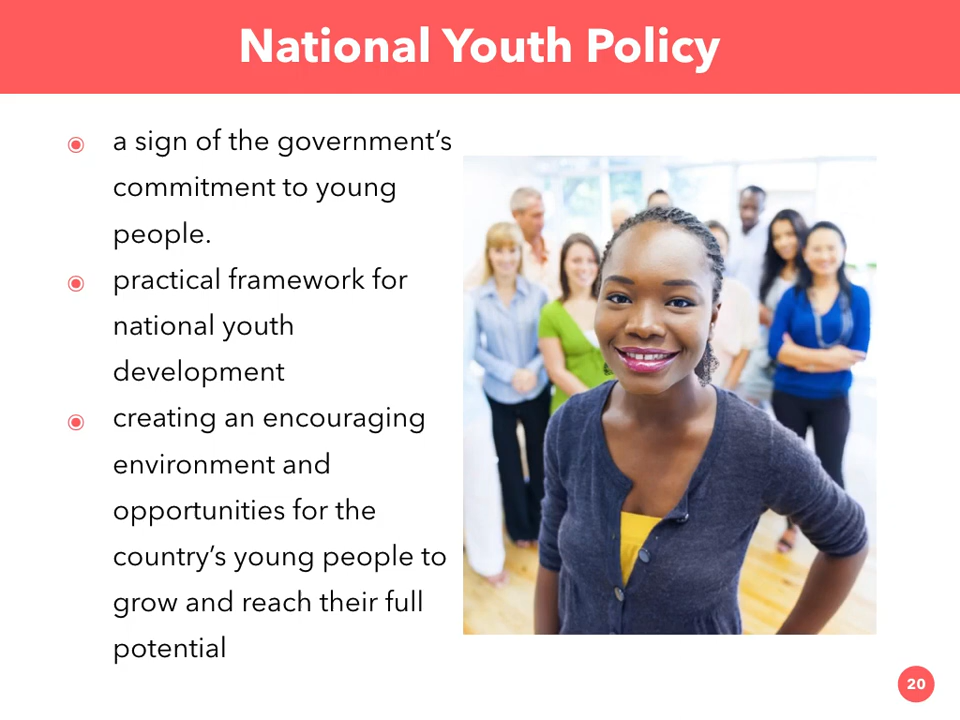 National Youth Policy
a sign of the government’s
commitment to young
people.
practical framework for
national youth
development
creating an encouraging
environment and
opportunities for the
country’s young people to
grow and reach their full
potential
20